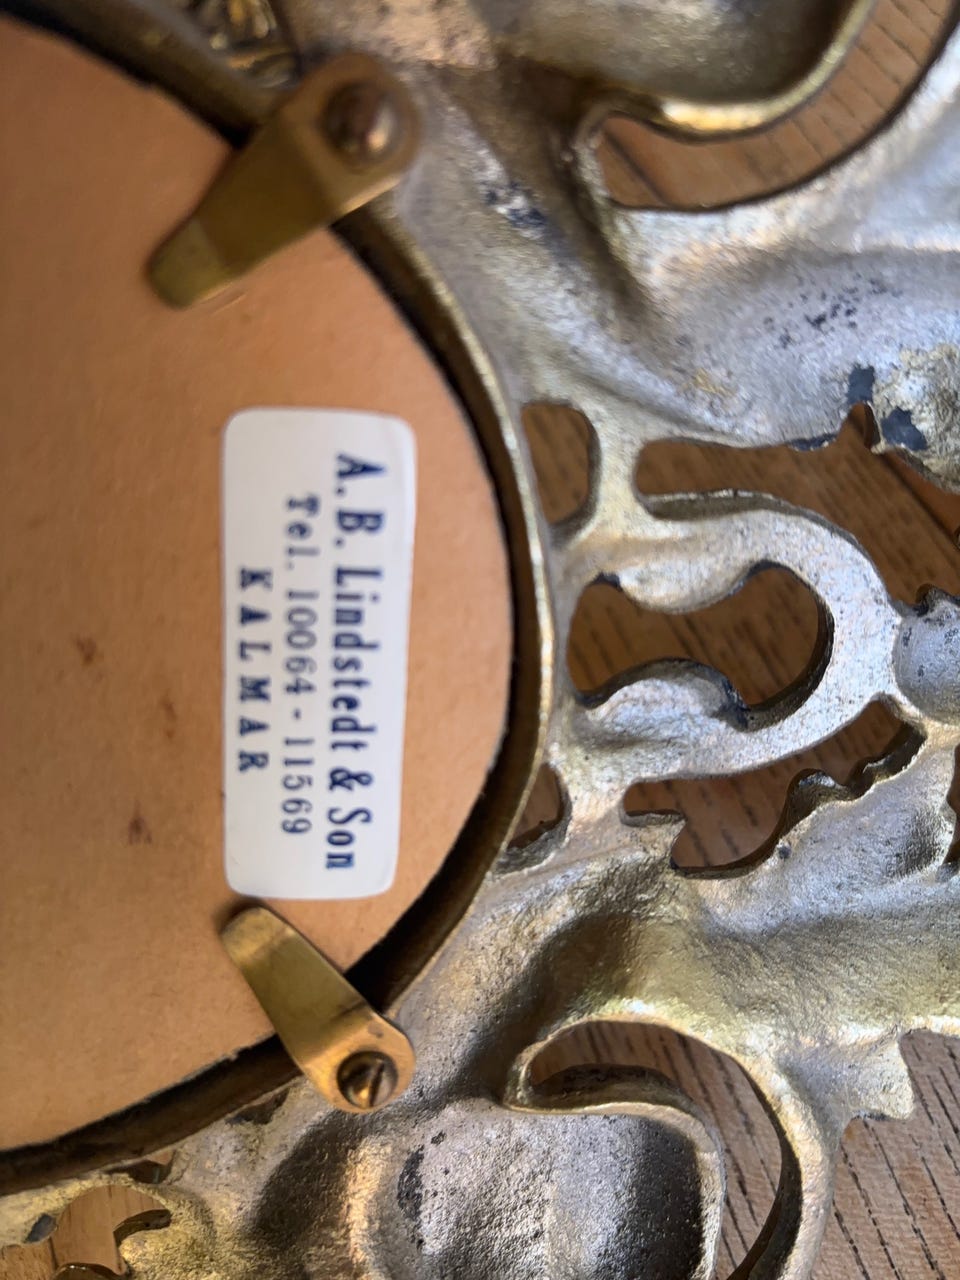 A. B. Lindstedt & Son
Tel. 10064 - 11569
KALMAR